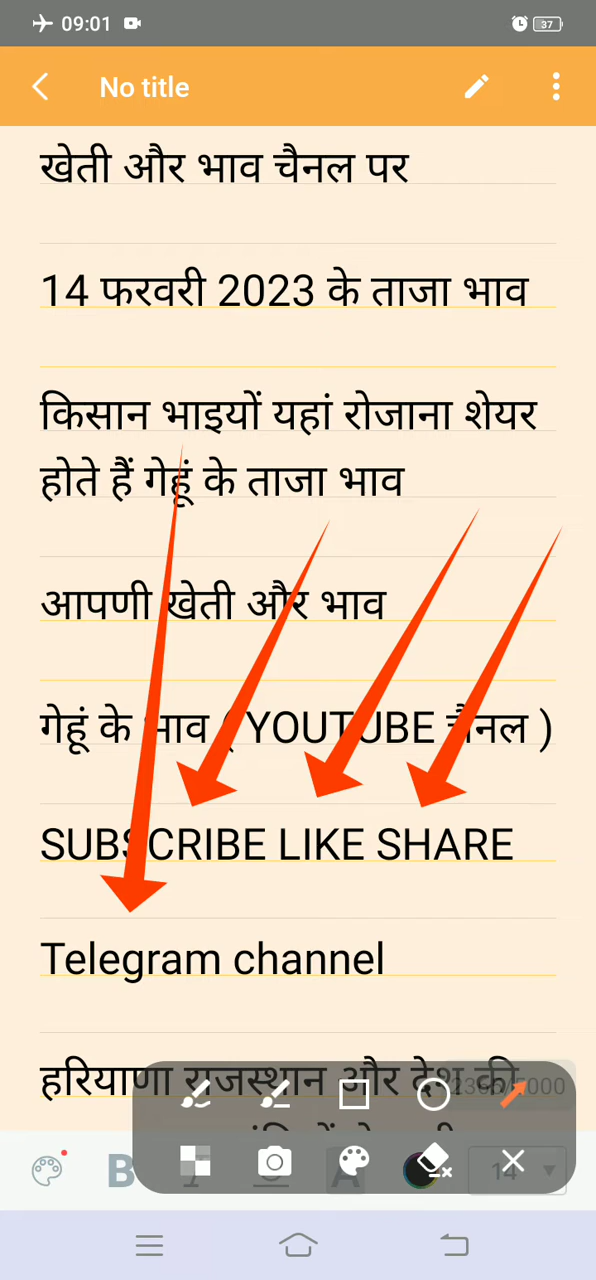 09:01
37
No title
खेती और भाव चैनल पर
14 फरवरी 2023 के ताजा भाव
किसान भाइयों यहां रोजाना शेयर
होते हैं गेहूं के ताजा भाव
आपणी खेती और भाव
गेहूं के भाव ( YOUTUBE चैनल )
SUBSCRIBE LIKE SHARE
Telegram channel
हरियाणा राजस्थान और देश की
B A 14